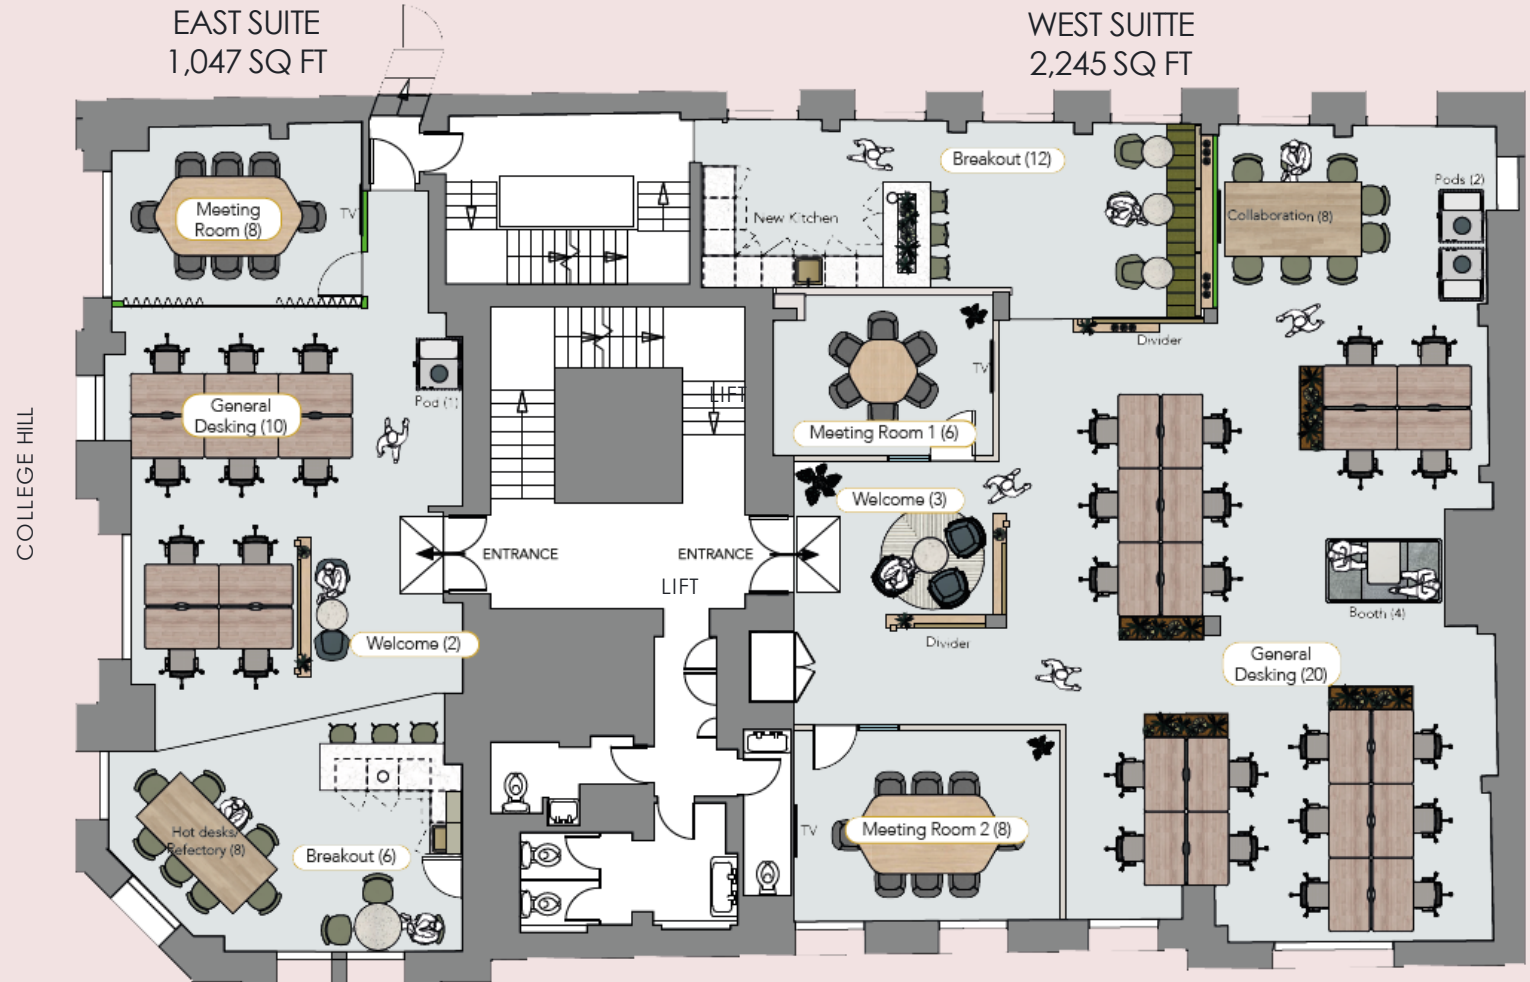 EAST SUITE
1,047 SQ FT
WEST SUITTE
2,245 SQ FT
Meeting
Room (8)
TV
New Kitchen
Breakout (12)
Collaboration (8)
Pods (2)
Divider
General
Desking (10)
Pod (1)
LIFT
TV
Meeting Room 1 (6)
COLLEGE HILL
Welcome (3)
ENTRANCE
ENTRANCE
LIFT
Booth (4)
Welcome (2)
Divider
General
Desking (20)
Hot desks/
Refectory (8)
Breakout (6)
TV
Meeting Room 2 (8)